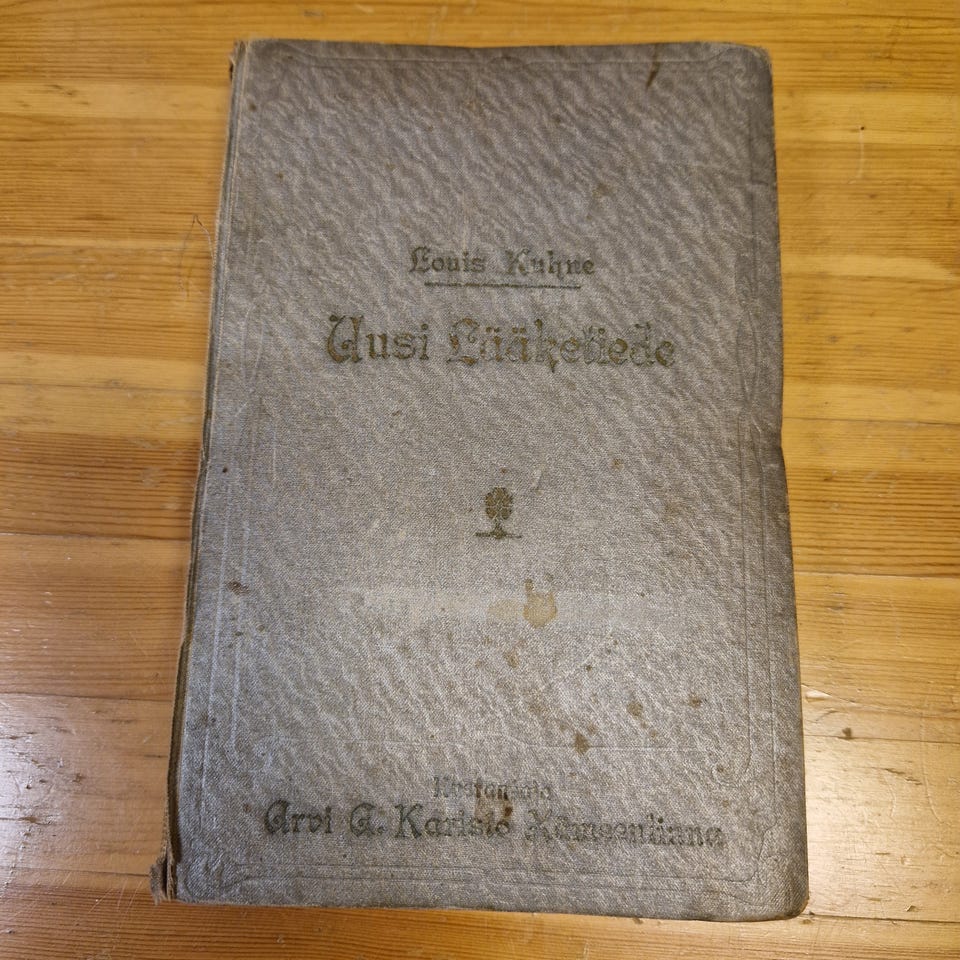 Louis Kuhne
Uusi Lääketiede
Kustantaja
Arvi A. Karisto Hämeenlinna